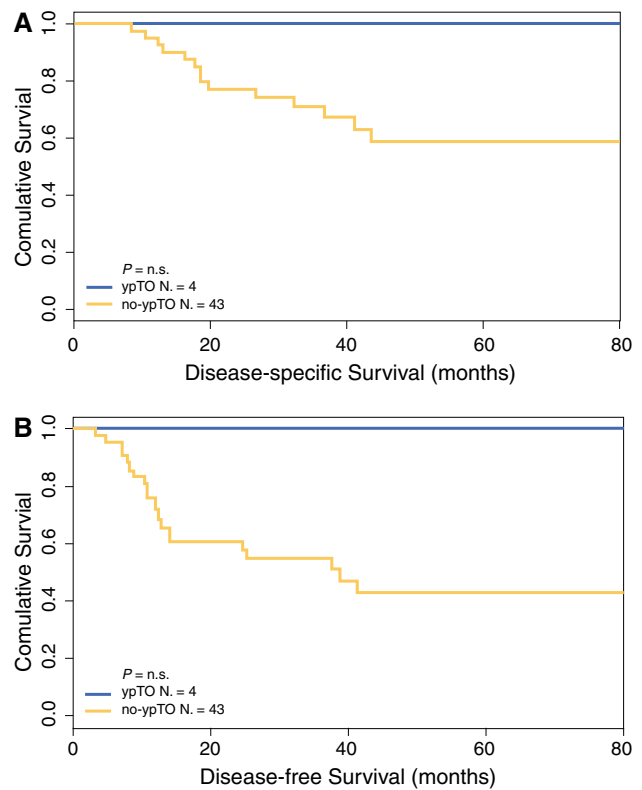 A
Comulative Survial
1.0
0.8
0.6
0.4
0.2
0.0
P = n.s.
ypTO N. = 4
no-ypTO N. = 43
0 20 40 60 80
Disease-specific Survival (months)
B
Comulative Survial
1.0
0.8
0.6
0.4
0.2
0.0
P = n.s.
ypTO N. = 4
no-ypTO N. = 43
0 20 40 60 80
Disease-free Survival (months)